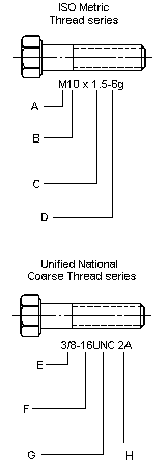 ISO Metric
Thread series
M10 x 1.5-6g
A
B
C
D
Unified National
Coarse Thread series
3/8-16UNC 2A
E
F
G
H